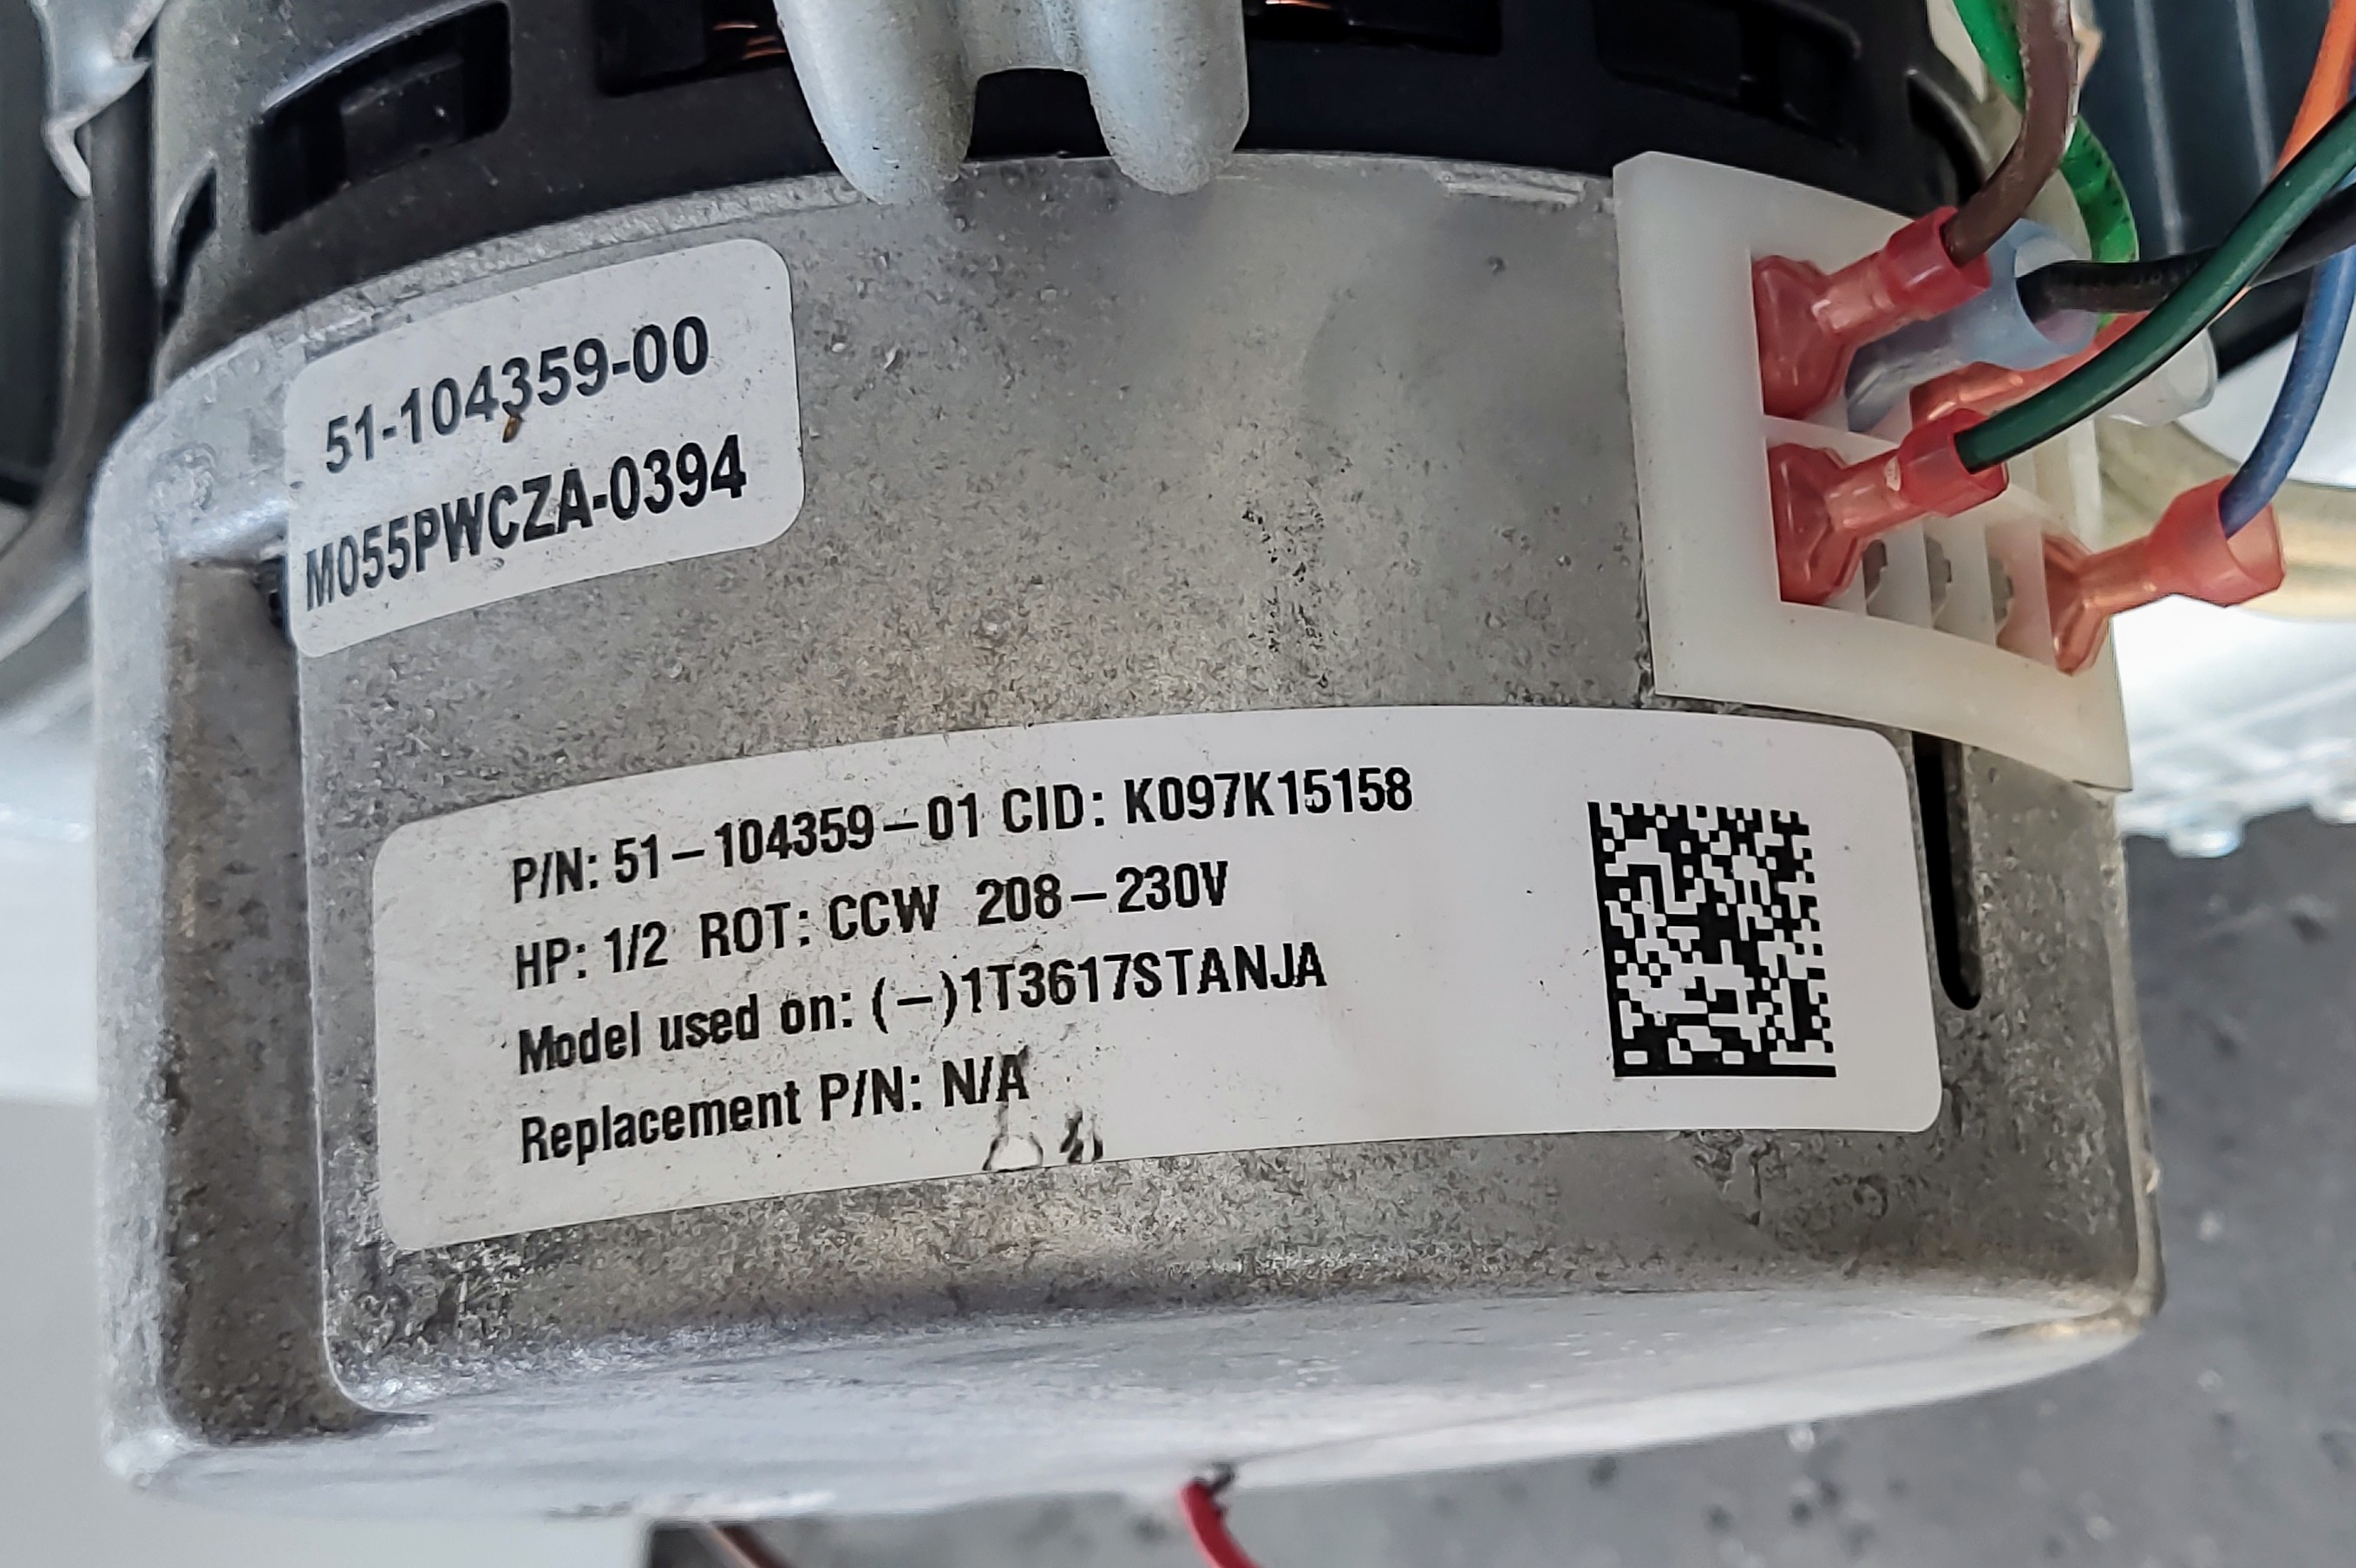 51-104359-00
M055PWCZA-0394
P/N: 51-104359-01 CID: K097K15158
HP: 1/2 ROT: CCW 208-230V
Model used on: (-)1T3617STANJA
Replacement P/N: N/A